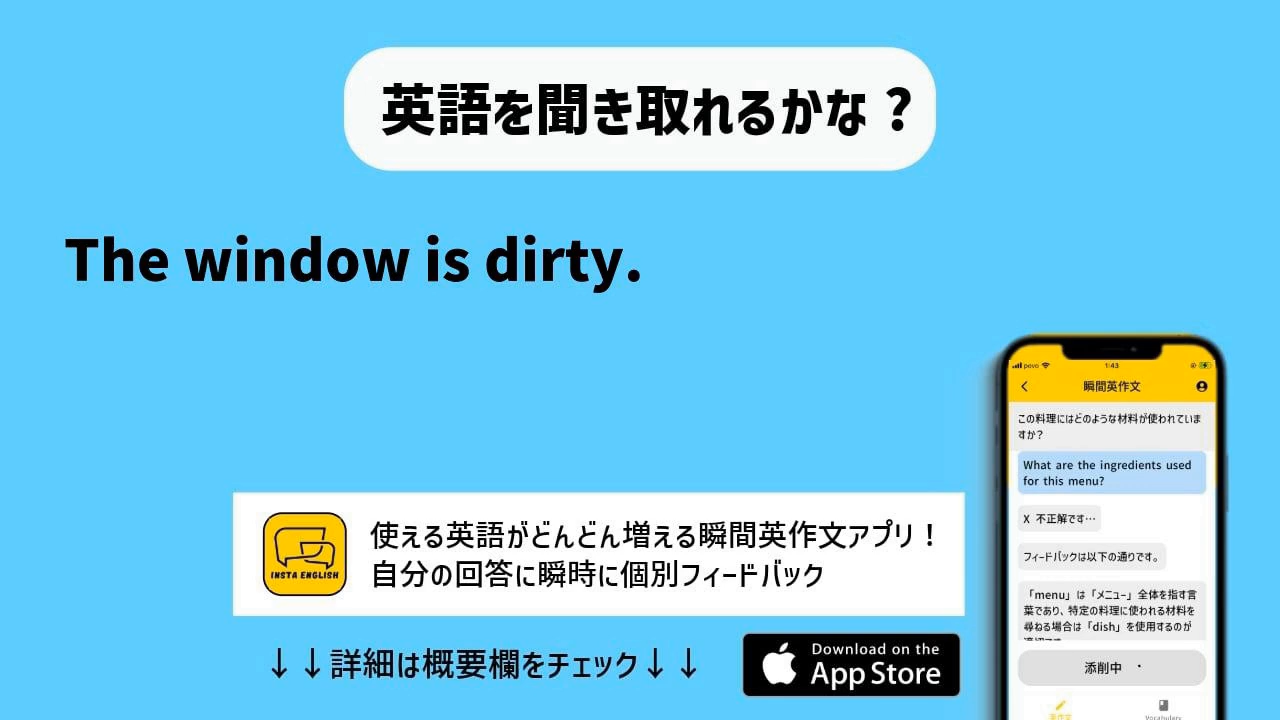 英語を聞き取れるかな？
The window is dirty.
povo 1:43
瞬間英作文
この料理にはどのような材料が使われていま
すか？
What are the ingredients used
for this menu?
X 不正解です…
フィードバックは以下の通りです。
「menu」は「メニュー」全体を指す言
葉であり、特定の料理に使われる材料を
尋ねる場合は「dish」を使用するのが
添削中
英作文 Vocabulary
INSTA ENGLISH
使える英語がどんどん増える瞬間英作文アプリ！
自分の回答に瞬時に個別フィードバック
↓↓詳細は概要欄をチェック↓↓
Download on the
App Store